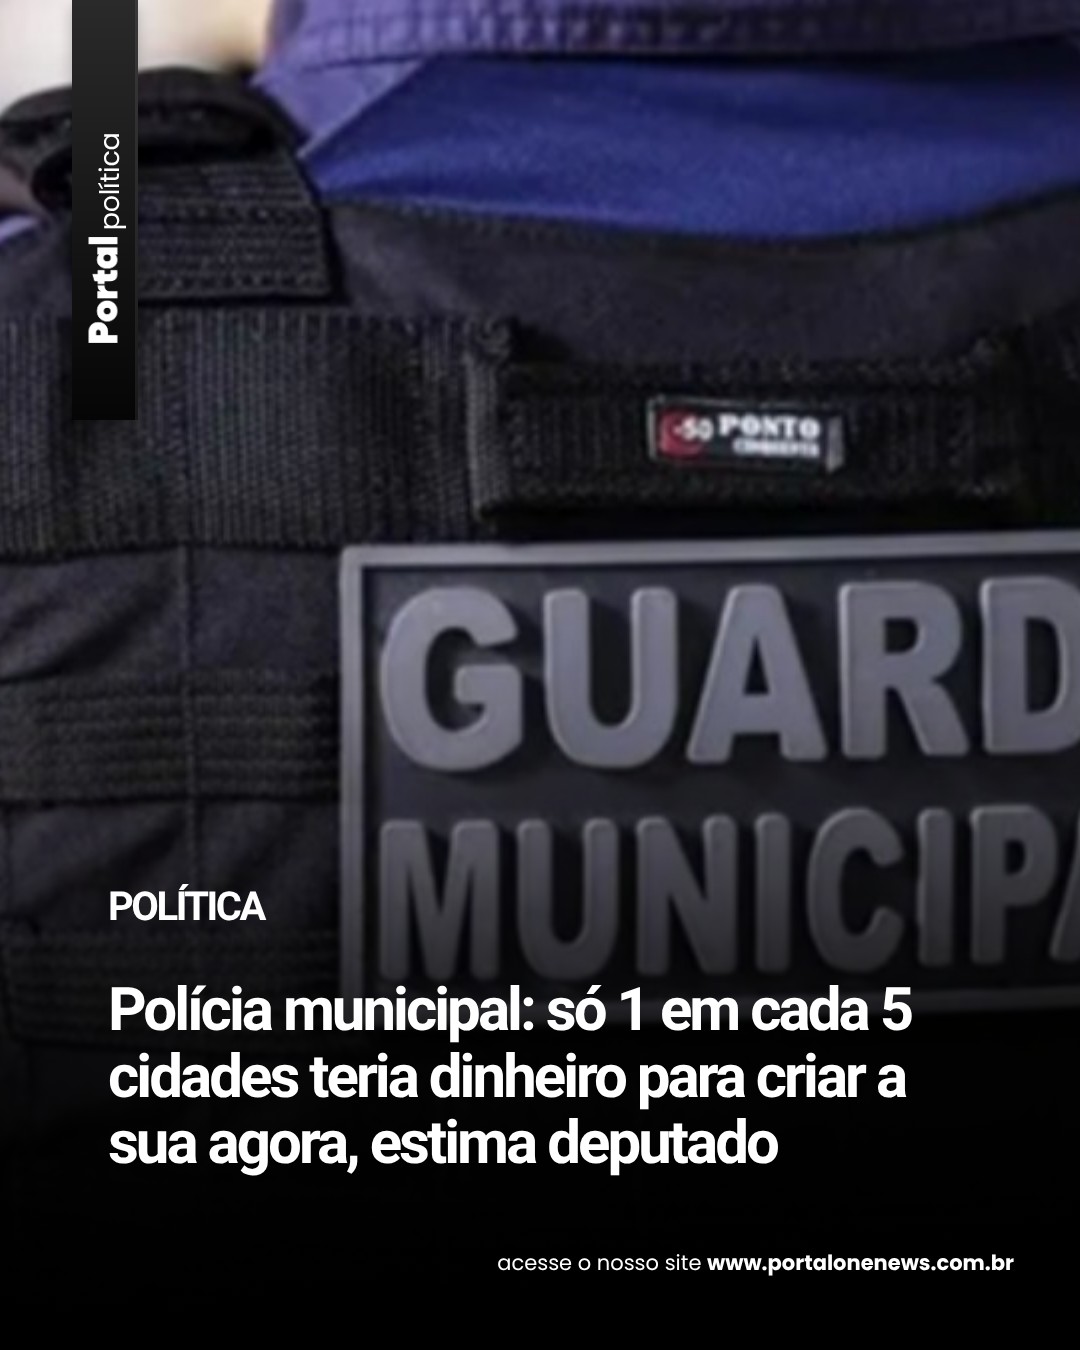 Portal política
-50 PONTO
GUARD
MUNICIPA
POLÍTICA
Polícia municipal: só 1 em cada 5
cidades teria dinheiro para criar a
sua agora, estima deputado
acesse o nosso site www.portalonenews.com.br